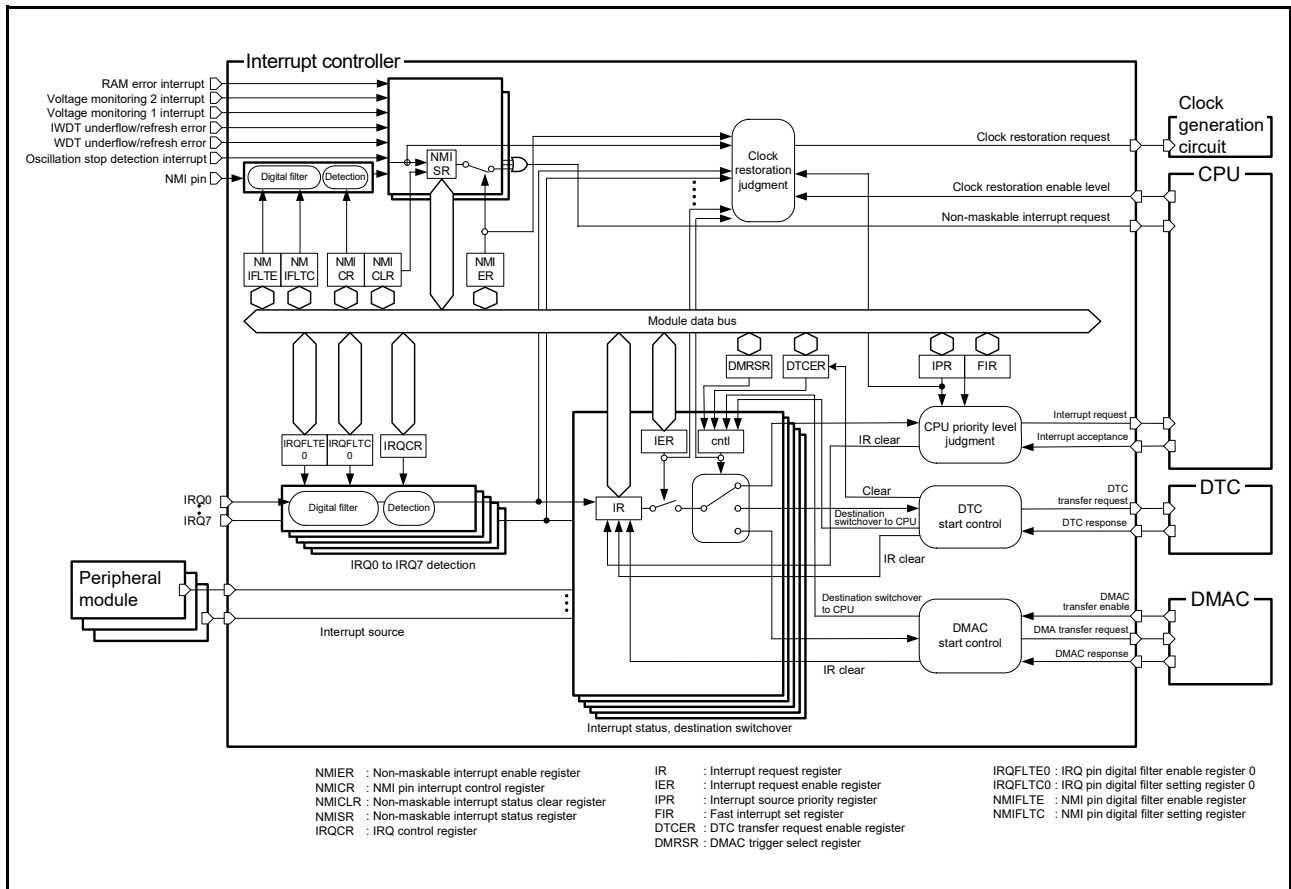 Interrupt controller
RAM error interrupt
Voltage monitoring 2 interrupt
Voltage monitoring 1 interrupt
IWDT underflow/refresh error
WDT underflow/refresh error
Oscillation stop detection interrupt
NMI pin
Digital filter
Detection
NMI
SR
Clock
restoration
judgment
Clock restoration request
Clock restoration enable level
Non-maskable interrupt request
Clock
generation
circuit
CPU
NM
IFLTE
NM
IFLTC
NMI
CR
NMI
CLR
NMI
ER
Module data bus
DMRSR
DTCER
IPR
FIR
IRQFLTE
0
IRQFLTC
0
IRQCR
IER
cntl
IR clear
CPU priority level
judgment
Interrupt request
Interrupt acceptance
IRQ0
IRQ7
Digital filter
Detection
IRQ0 to IRQ7 detection
IR
Clear
Destination
switchover to CPU
IR clear
DTC
start control
DTC
transfer request
DTC response
DTC
Peripheral
module
Interrupt source
Destination switchover
to CPU
IR clear
DMAC
start control
DMAC
transfer enable
DMA transfer request
DMAC response
DMAC
Interrupt status, destination switchover
NMIER : Non-maskable interrupt enable register
NMICR : NMI pin interrupt control register
NMICLR : Non-maskable interrupt status clear register
NMISR : Non-maskable interrupt status register
IRQCR : IRQ control register
IR : Interrupt request register
IER : Interrupt request enable register
IPR : Interrupt source priority register
FIR : Fast interrupt set register
DTCER : DTC transfer request enable register
DMRSR : DMAC trigger select register
IRQFLTE0 : IRQ pin digital filter enable register 0
IRQFLTC0 : IRQ pin digital filter setting register 0
NMIFLTE : NMI pin digital filter enable register
NMIFLTC : NMI pin digital filter setting register